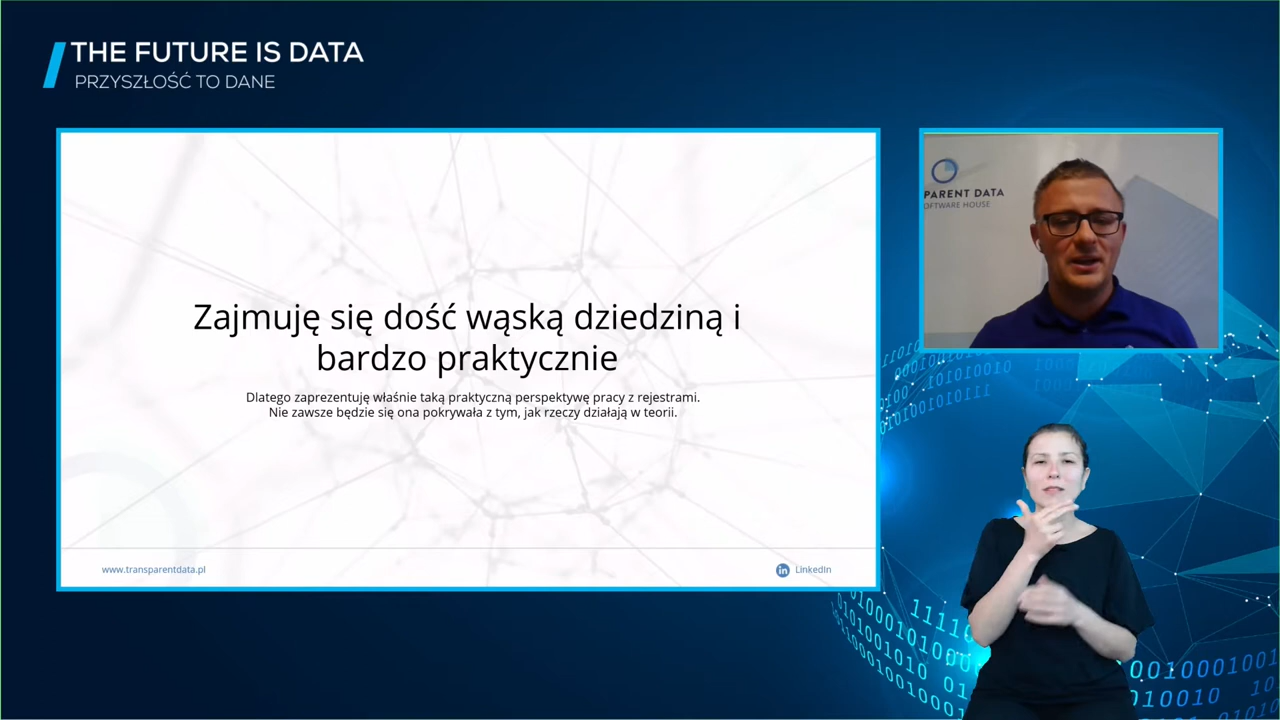 THE FUTURE IS DATA
PRZYSZŁOŚĆ TO DANE
PARENT DATA
OFTWARE HOUSE
Zajmuję się dość wąską dziedziną i
bardzo praktycznie
Dlatego zaprezentuję właśnie taką praktyczną perspektywę pracy z rejestrami.
Nie zawsze będzie się ona pokrywała z tym, jak rzeczy działają w teorii.
www.transparentdata.pl
in LinkedIn